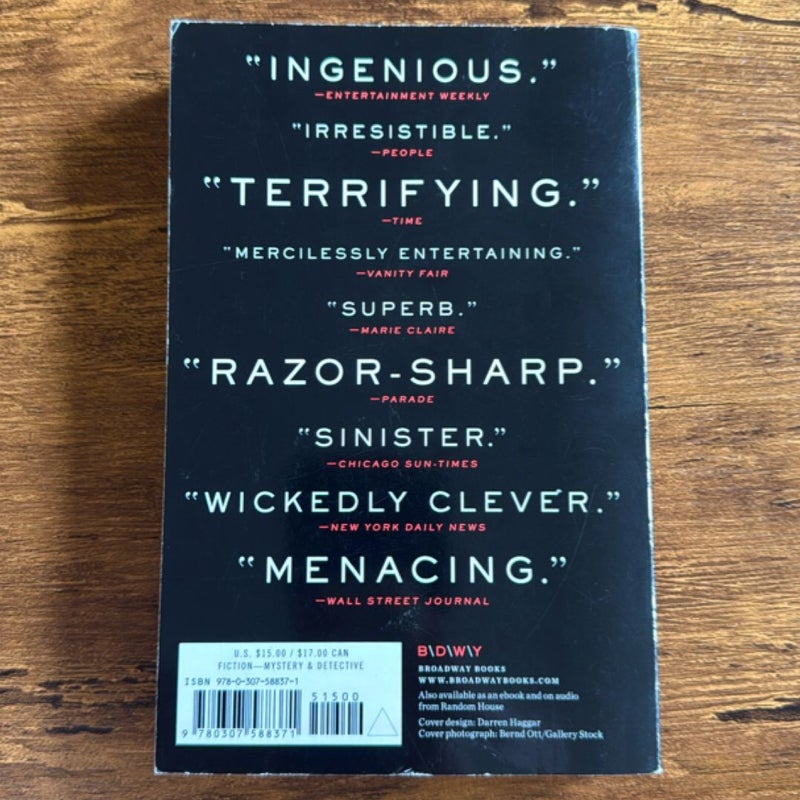 “INGENIOUS.”
—ENTERTAINMENT WEEKLY
"IRRESISTIBLE."
—PEOPLE
“TERRIFYING.”
—TIME
"MERCILESSLY ENTERTAINING."
—VANITY FAIR
“SUPERB.”
—MARIE CLAIRE
“RAZOR-SHARP.”
—PARADE
“SINISTER.”
—CHICAGO SUN-TIMES
“WICKEDLY CLEVER.”
—NEW YORK DAILY NEWS
“MENACING.”
—WALL STREET JOURNAL
U.S. $15.00 / $17.00 CAN
FICTION—MYSTERY & DETECTIVE
ISBN 978-0-307-58837-1
51500
9 780307 588371
B\D\W\Y
BROADWAY BOOKS
WWW.BROADWAYBOOKS.COM
Also available as an ebook and on audio
from Random House
Cover design: Darren Haggar
Cover photograph: Bernd Ott/Gallery Stock